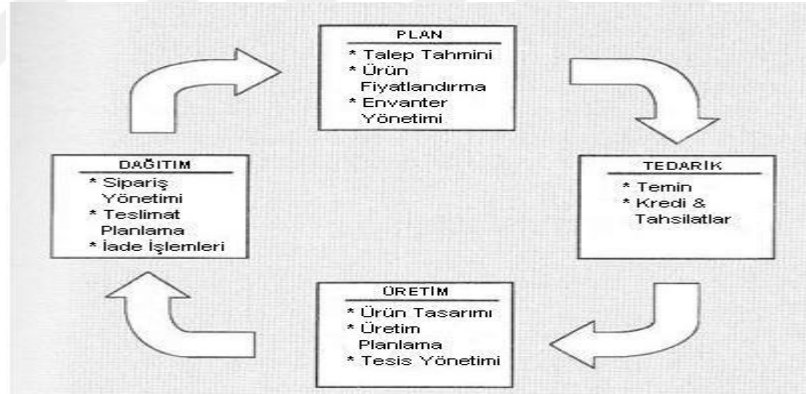 PLAN
* Talep Tahmini
* Ürün
Fiyatlandırma
* Envanter
Yönetimi
DAĞITIM
* Sipariş
Yönetimi
* Teslimat
Planlama
* İade İşlemleri
TEDARİK
* Temin
* Kredi &
Tahsilatlar
ÜRETİM
* Ürün Tasarımı
* Üretim
Planlama
* Tesis Yönetimi